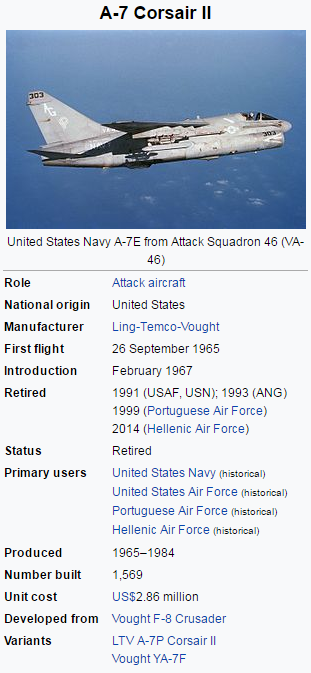 A-7 Corsair II
303
AG
NAVY
303
United States Navy A-7E from Attack Squadron 46 (VA-
46)
Role Attack aircraft
National origin United States
Manufacturer Ling-Temco-Vought
First flight 26 September 1965
Introduction February 1967
Retired 1991 (USAF, USN); 1993 (ANG)
1999 (Portuguese Air Force)
2014 (Hellenic Air Force)
Status Retired
Primary users United States Navy (historical)
United States Air Force (historical)
Portuguese Air Force (historical)
Hellenic Air Force (historical)
Produced 1965–1984
Number built 1,569
Unit cost US$2.86 million
Developed from Vought F-8 Crusader
Variants LTV A-7P Corsair II
Vought YA-7F